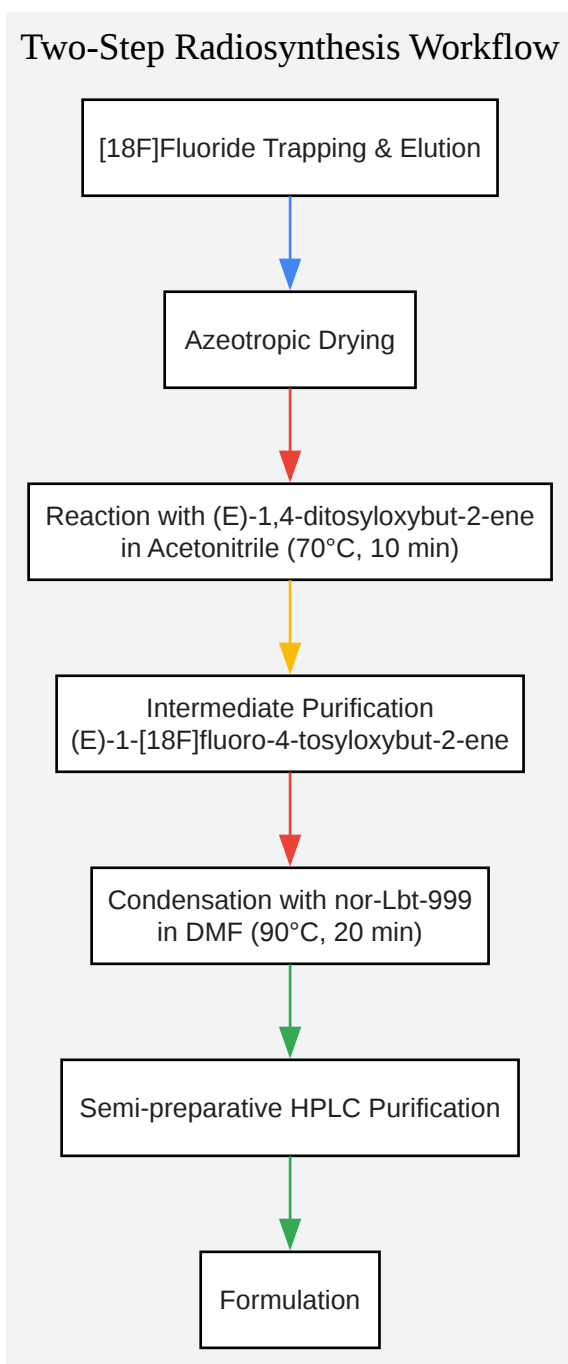 Two-Step Radiosynthesis Workflow
[18F]Fluoride Trapping & Elution
Azeotropic Drying
Reaction with (E)-1,4-ditosyloxybut-2-ene
in Acetonitrile (70°C, 10 min)
Intermediate Purification
(E)-1-[18F]fluoro-4-tosyloxybut-2-ene
Condensation with nor-Lbt-999
in DMF (90°C, 20 min)
Semi-preparative HPLC Purification
Formulation